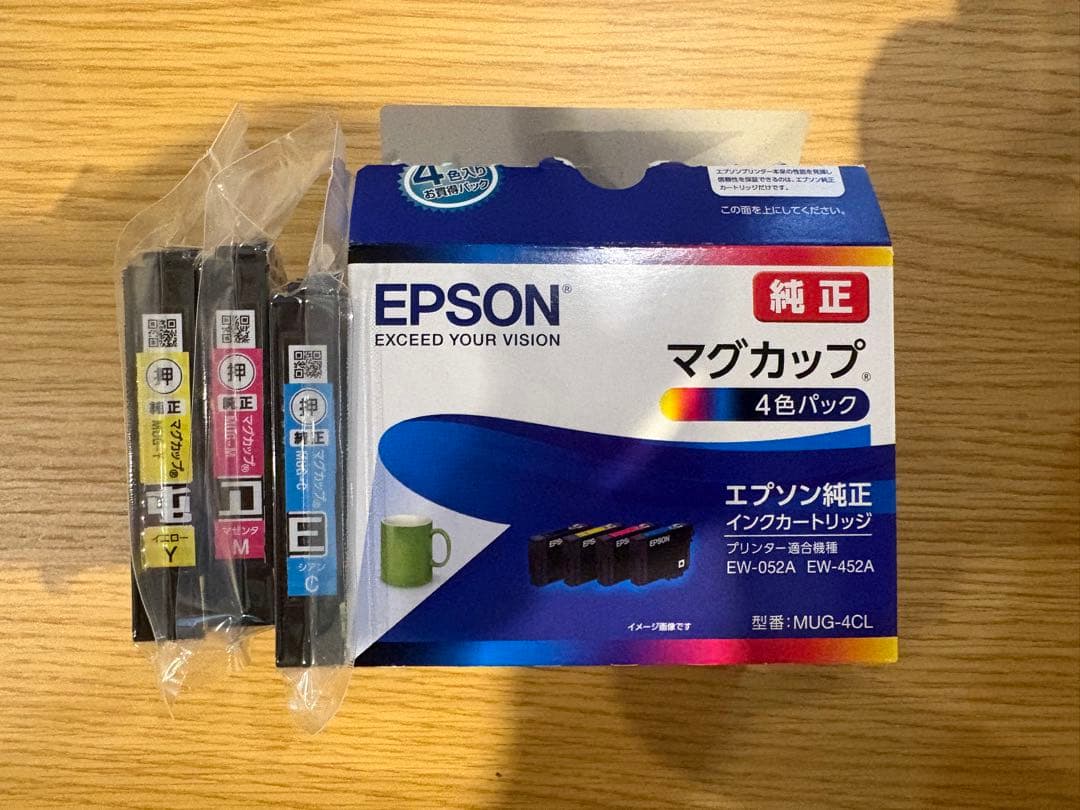 4色入り
お買得パック
エプソンプリンター本来の性能を発揮し
信頼性を保証できるのは、エプソン純正
カートリッジだけです。
この面を上にしてください。
EPSON®
EXCEED YOUR VISION
純正
マグカップ®
4色パック
エプソン純正
インクカートリッジ
プリンター適合機種
EW-052A EW-452A
イメージ画像です
型番：MUG-4CL
EPSON
押
純正
マグカップ®
MUG-Y
イエロー
Y
押
純正
マグカップ®
MUG-M
マゼンタ
M
押
純正
マグカップ®
MUG-C
シアン
C